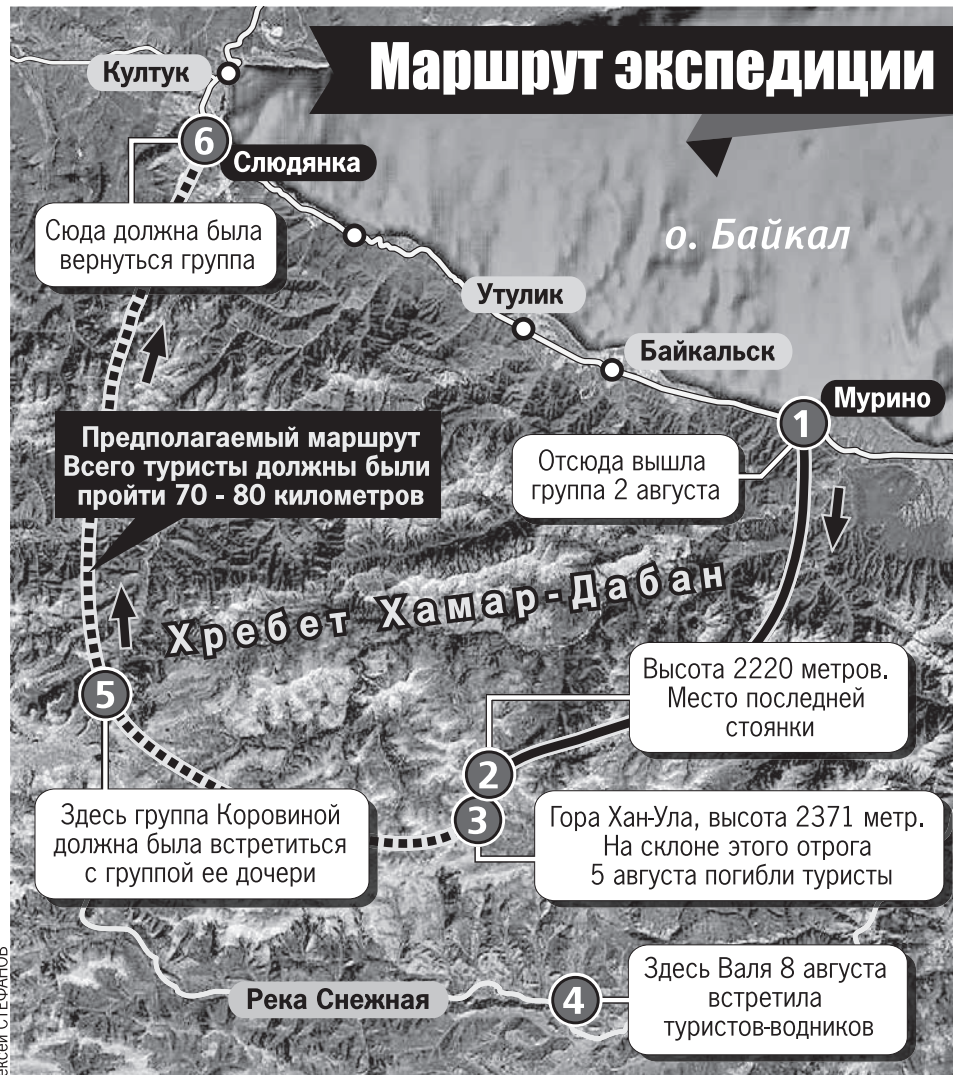 Маршрут экспедиции
Култук
6
Слюдянка
Сюда должна была
вернуться группа
о. Байкал
Утулик
Байкальск
Мурино
1
Отсюда вышла
группа 2 августа
Предполагаемый маршрут
Всего туристы должны были
пройти 70 - 80 километров
Хребет Хамар-Дабан
5
Высота 2220 метров.
Место последней
стоянки
2
3
Здесь группа Коровиной
должна была встретиться
с группой ее дочери
Гора Хан-Ула, высота 2371 метр.
На склоне этого отрога
5 августа погибли туристы
Река Снежная
4
Здесь Валя 8 августа
встретила
туристов-водников
СТЕФАНОВ